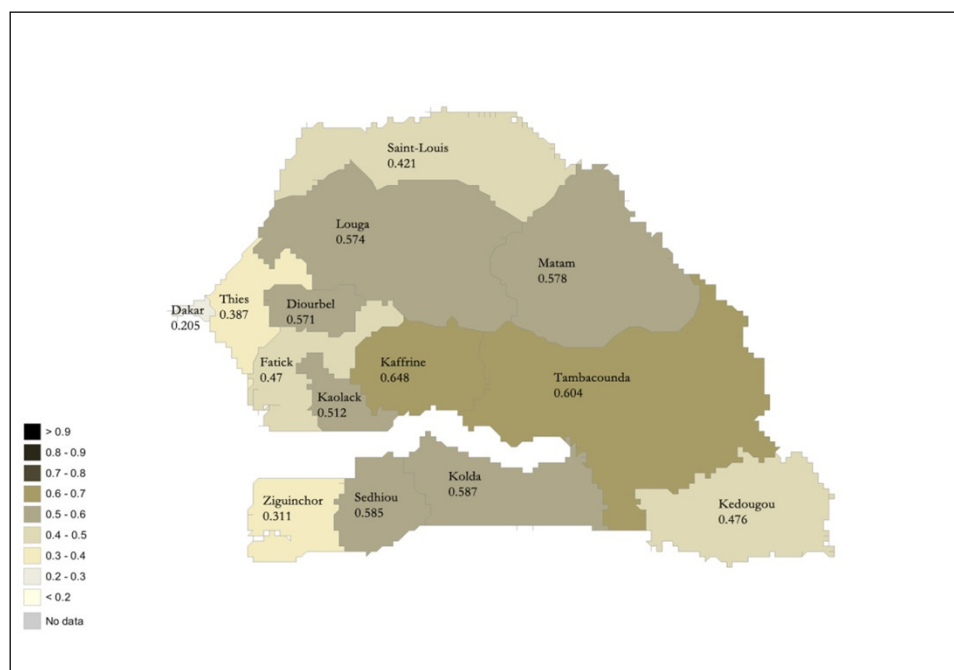 Saint-Louis
0.421
Louga
0.574
Matam
0.578
Thies
0.387
Diourbel
0.571
Dakar
0.205
Fatick
0.47
Kaffrine
0.648
Tambacounda
0.604
Kaolack
0.512
Kolda
0.587
Ziguinchor
0.311
Sedhiou
0.585
Kedougou
0.476
> 0.9
0.8 - 0.9
0.7 - 0.8
0.6 - 0.7
0.5 - 0.6
0.4 - 0.5
0.3 - 0.4
0.2 - 0.3
< 0.2
No data